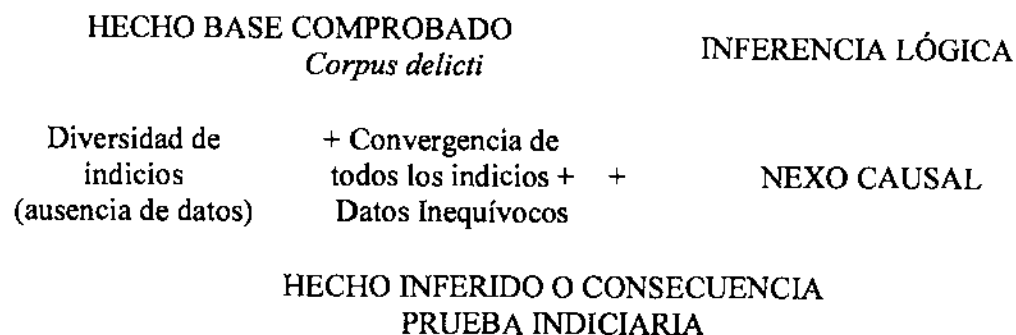 HECHO BASE COMPROBADO
Corpus delicti
INFERENCIA LÓGICA
Diversidad de
indicios
(ausencia de datos)
+ Convergencia de
todos los indicios + +
Datos Inequívocos
NEXO CAUSAL
HECHO INFERIDO O CONSECUENCIA
PRUEBA INDICIARIA